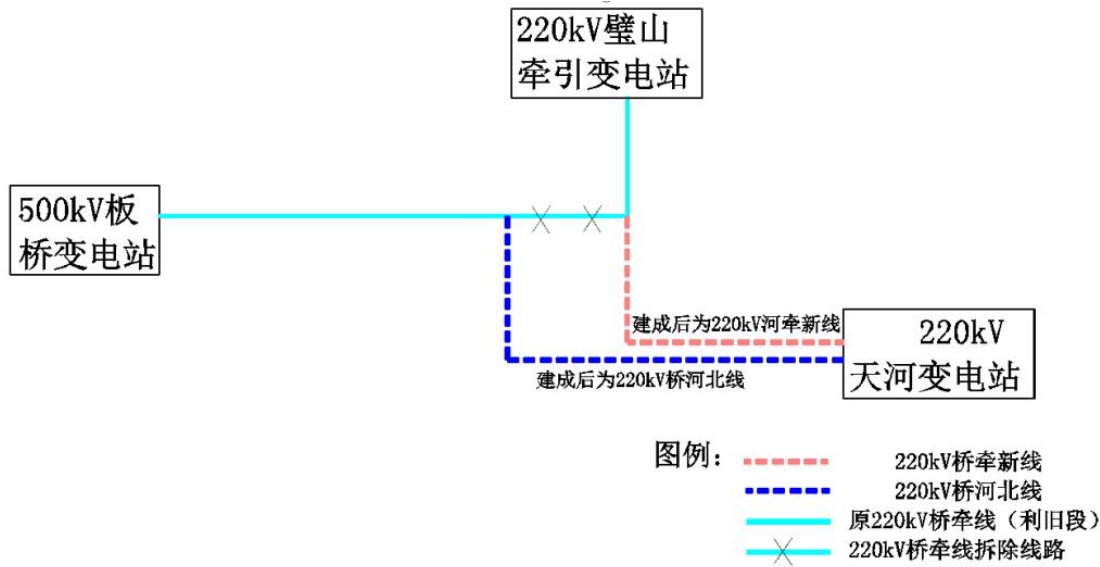 220kV璧山
牵引变电站
500kV板
桥变电站
建成后为220kV河牵新线
220kV
天河变电站
建成后为220kV桥河北线
图例：
220kV桥牵新线
220kV桥河北线
原220kV桥牵线（利旧段）
220kV桥牵线拆除线路